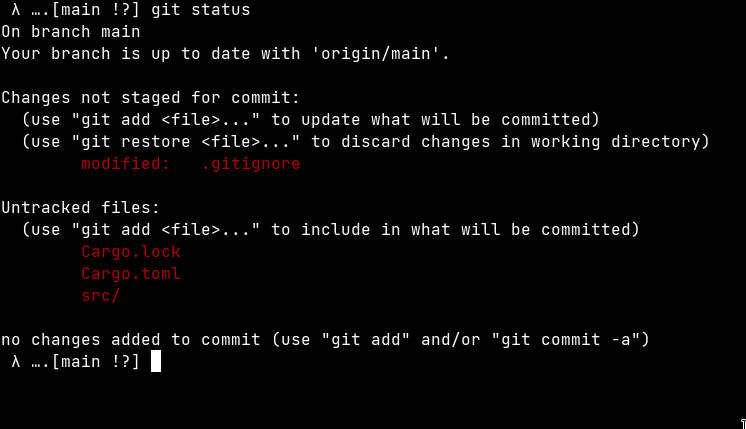 λ ….[main !?] git status
On branch main
Your branch is up to date with 'origin/main'.

Changes not staged for commit:
  (use "git add <file>..." to update what will be committed)
  (use "git restore <file>..." to discard changes in working directory)
        modified:   .gitignore

Untracked files:
  (use "git add <file>..." to include in what will be committed)
        Cargo.lock
        Cargo.toml
        src/

no changes added to commit (use "git add" and/or "git commit -a")
λ ….[main !?]